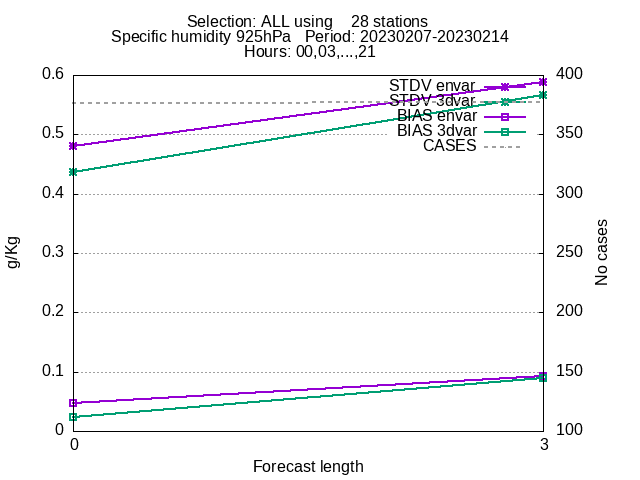 Selection: ALL using    28 stations
Specific humidity 925hPa   Period: 20230207-20230214
Hours: 00,03,...,21
STDV envar
STDV 3dvar
BIAS envar
BIAS 3dvar
CASES
0.6
0.5
0.4
0.3
0.2
0.1
0
400
350
300
250
200
150
100
g/Kg
No cases
0
3
Forecast length